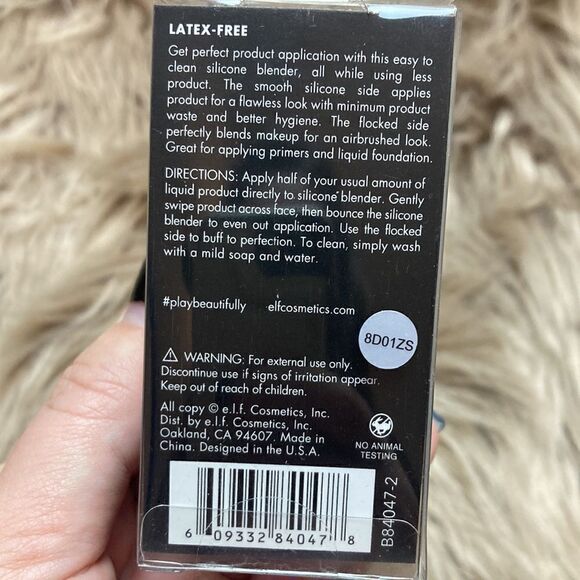 LATEX-FREE
Get perfect product application with this easy to
clean silicone blender, all while using less
product. The smooth silicone side applies
product for a flawless look with minimum product
waste and better hygiene. The flocked side
perfectly blends makeup for an airbrushed look.
Great for applying primers and liquid foundation.
DIRECTIONS: Apply half of your usual amount of
liquid product directly to silicone blender. Gently
swipe product across face, then bounce the silicone
blender to even out application. Use the flocked
side to buff to perfection. To clean, simply wash
with a mild soap and water.
#playbeautifully elfcosmetics.com
8D01ZS
⚠ WARNING: For external use only.
Discontinue use if signs of irritation appear.
Keep out of reach of children.
All copy © e.l.f. Cosmetics, Inc.
Dist. by e.l.f. Cosmetics, Inc.
Oakland, CA 94607. Made in
China. Designed in the U.S.A.
NO ANIMAL
TESTING
6 09332 84047 8
B84047-2